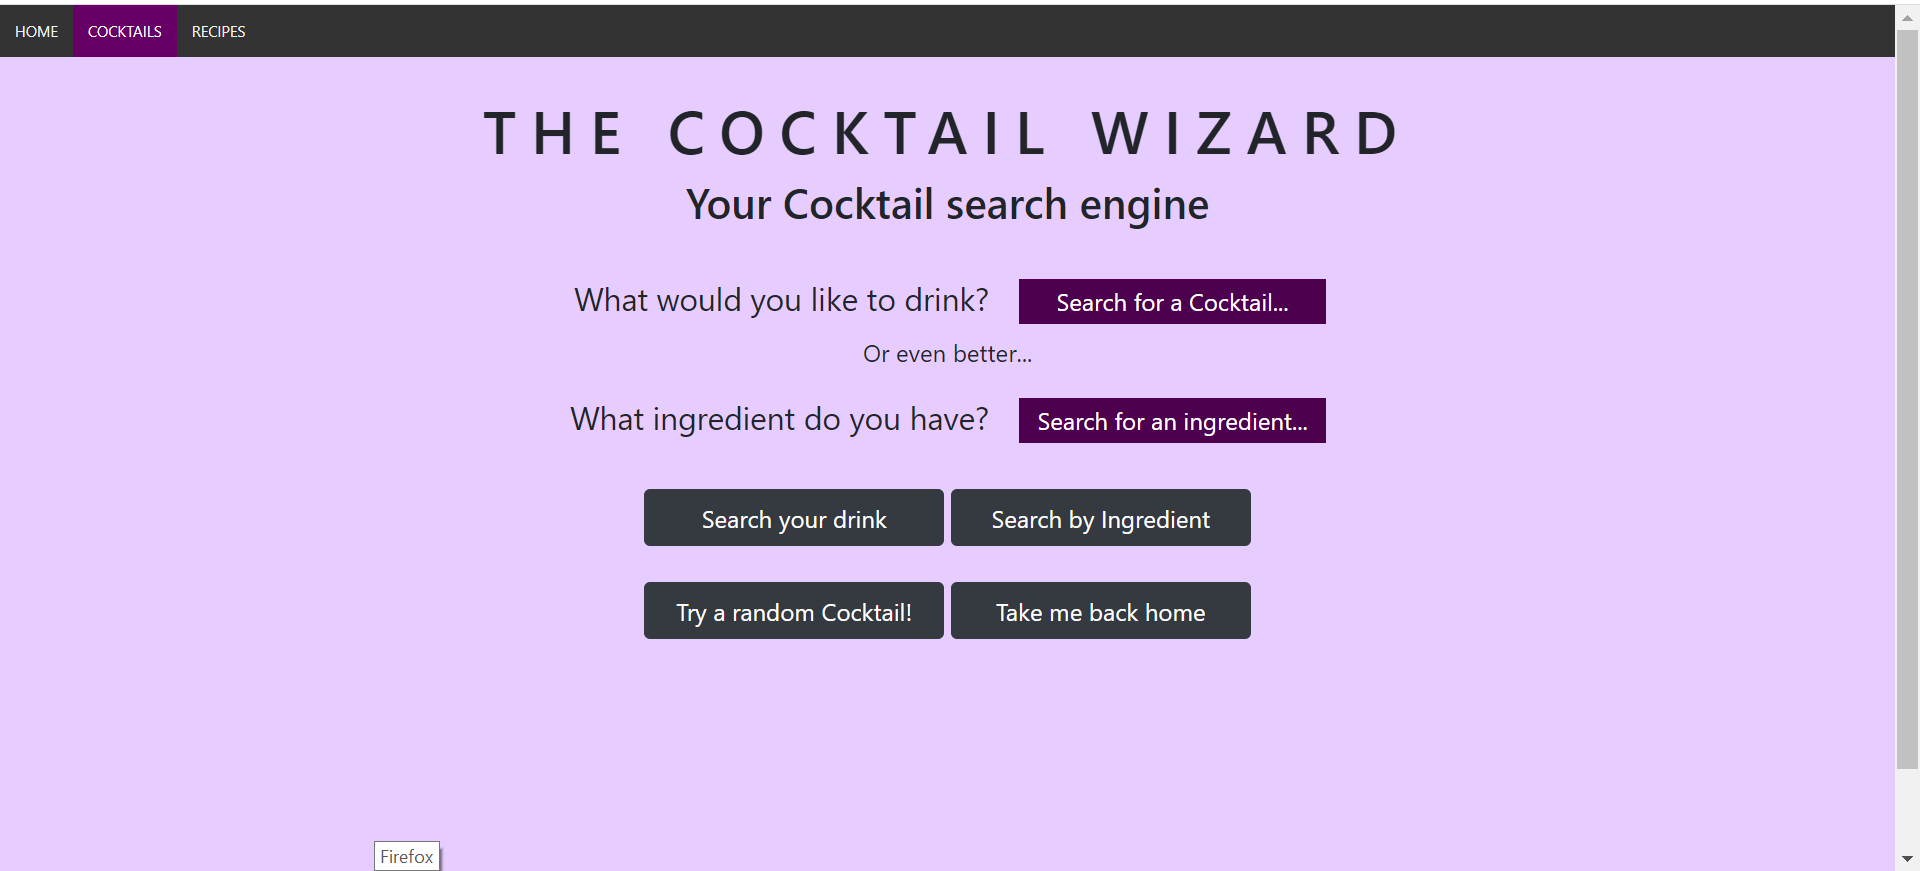 HOME COCKTAILS RECIPES
THE COCKTAIL WIZARD
Your Cocktail search engine
What would you like to drink? Search for a Cocktail...
Or even better...
What ingredient do you have? Search for an ingredient...
Search your drink Search by Ingredient
Try a random Cocktail! Take me back home
Firefox